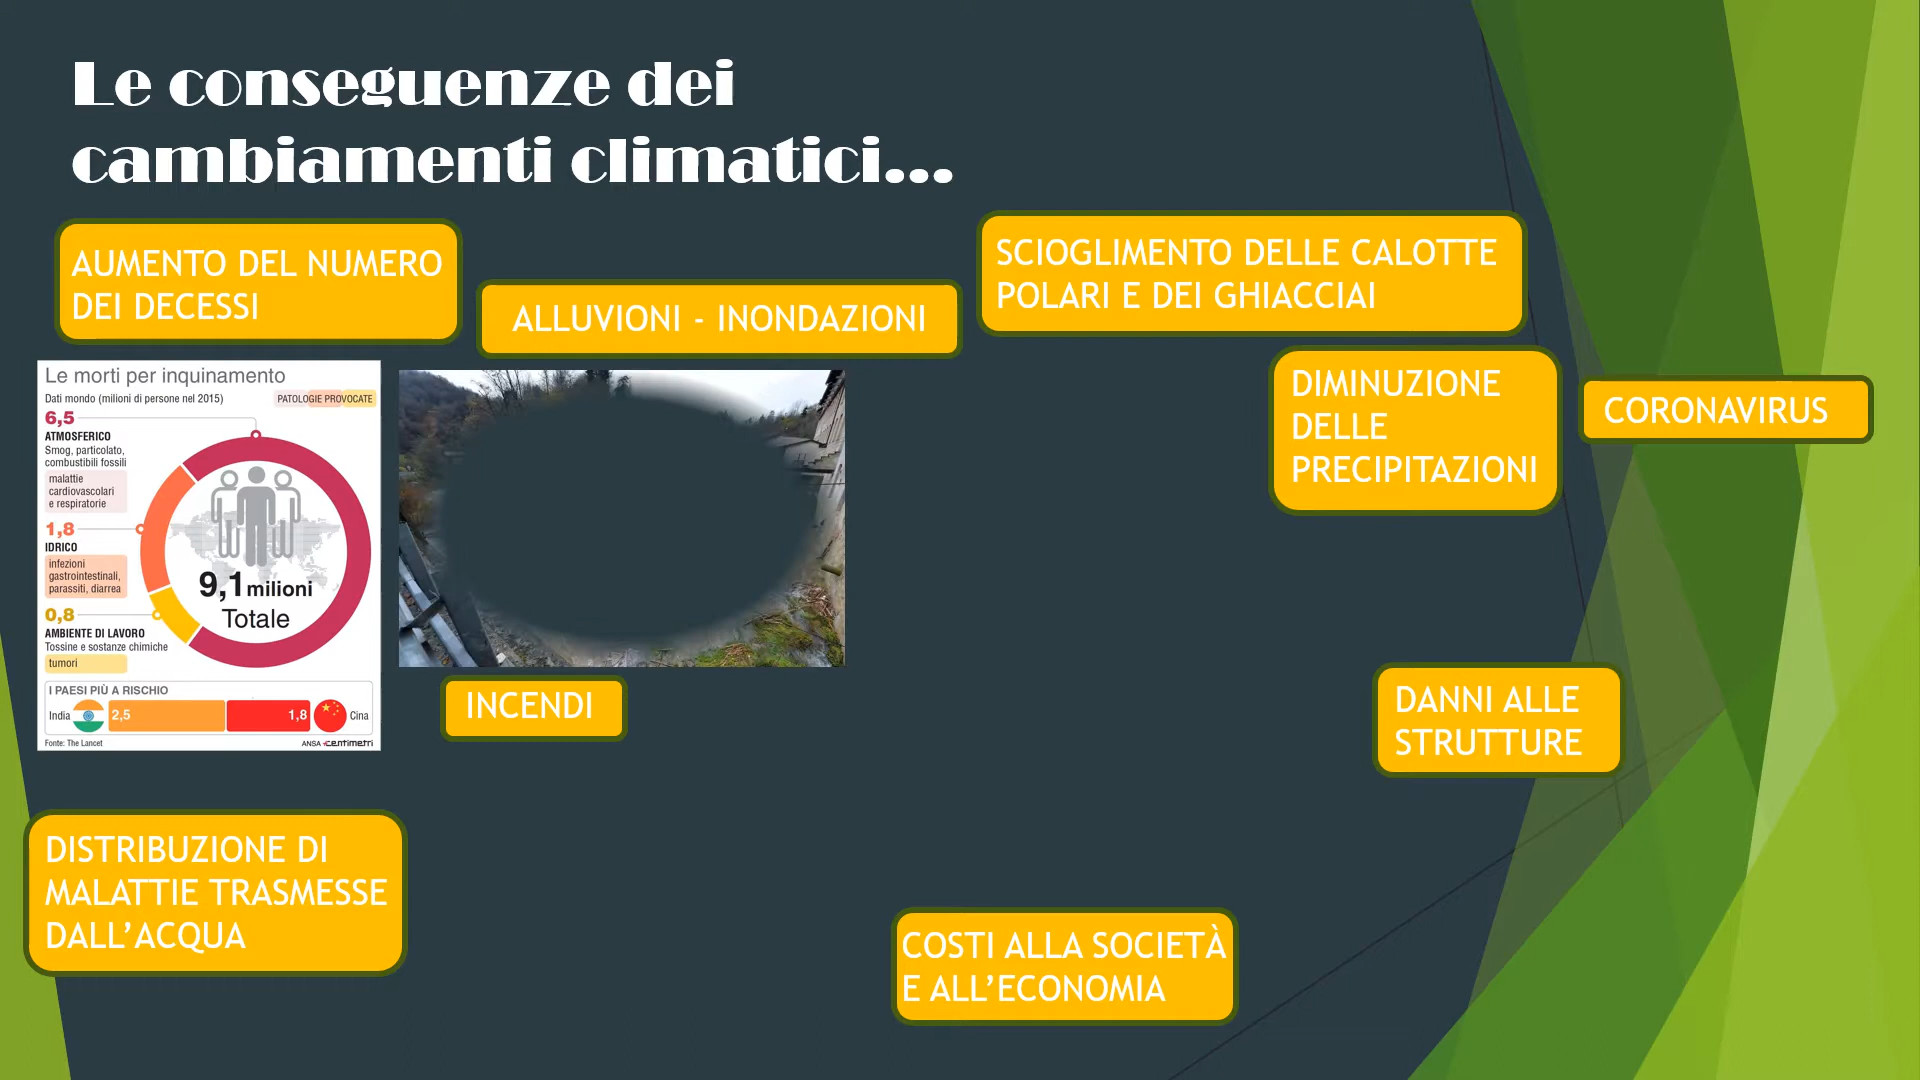 Le conseguenze dei
cambiamenti climatici...
AUMENTO DEL NUMERO
DEI DECESSI
ALLUVIONI - INONDAZIONI
SCIOGLIMENTO DELLE CALOTTE
POLARI E DEI GHIACCIAI
DIMINUZIONE
DELLE
PRECIPITAZIONI
CORONAVIRUS
Le morti per inquinamento
Dati mondo (milioni di persone nel 2015)
PATOLOGIE PROVOCATE
6,5
ATMOSFERICO
Smog, particolato,
combustibili fossili
malattie
cardiovascolari
e respiratorie
1,8
IDRICO
infezioni
gastrointestinali,
parassiti, diarrea
0,8
AMBIENTE DI LAVORO
Tossine e sostanze chimiche
tumori
9,1 milioni
Totale
I PAESI PIÙ A RISCHIO
India 2,5 1,8 Cina
Fonte: The Lancet
ANSA centimetri
INCENDI
DANNI ALLE
STRUTTURE
DISTRIBUZIONE DI
MALATTIE TRASMESSE
DALL’ACQUA
COSTI ALLA SOCIETÀ
E ALL’ECONOMIA